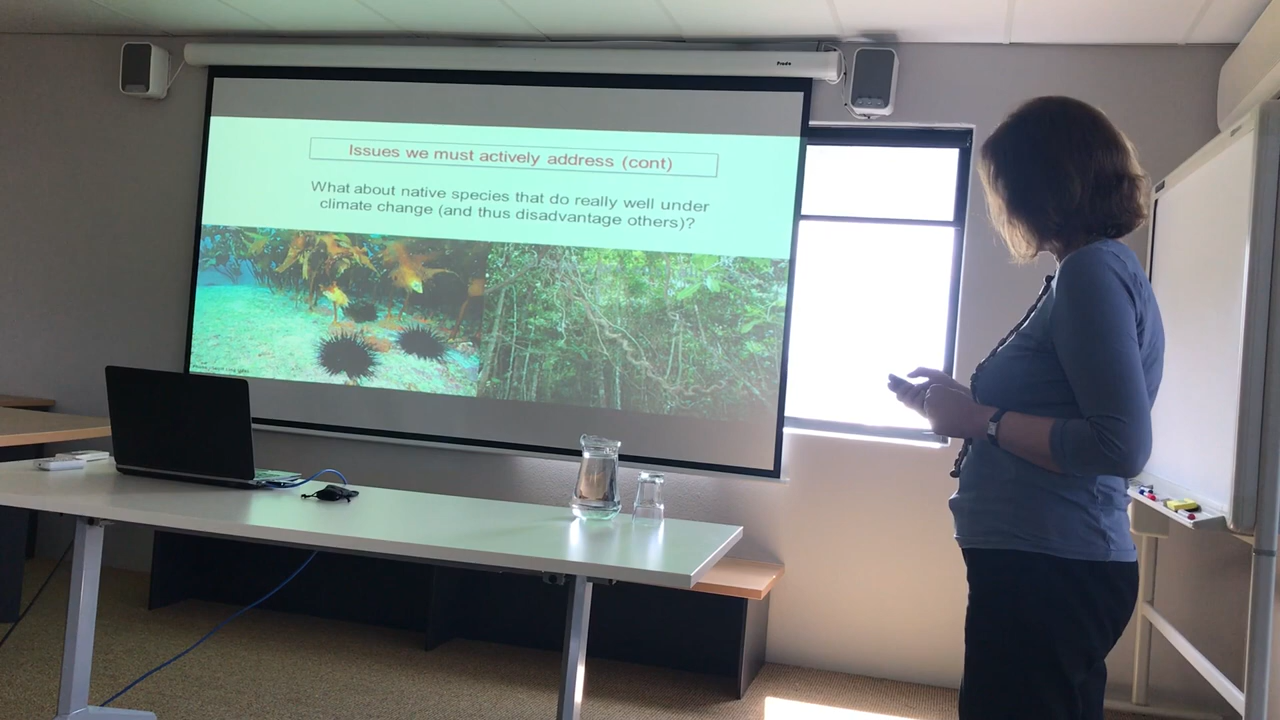 Prado
Issues we must actively address (cont)
What about native species that do really well under
climate change (and thus disadvantage others)?